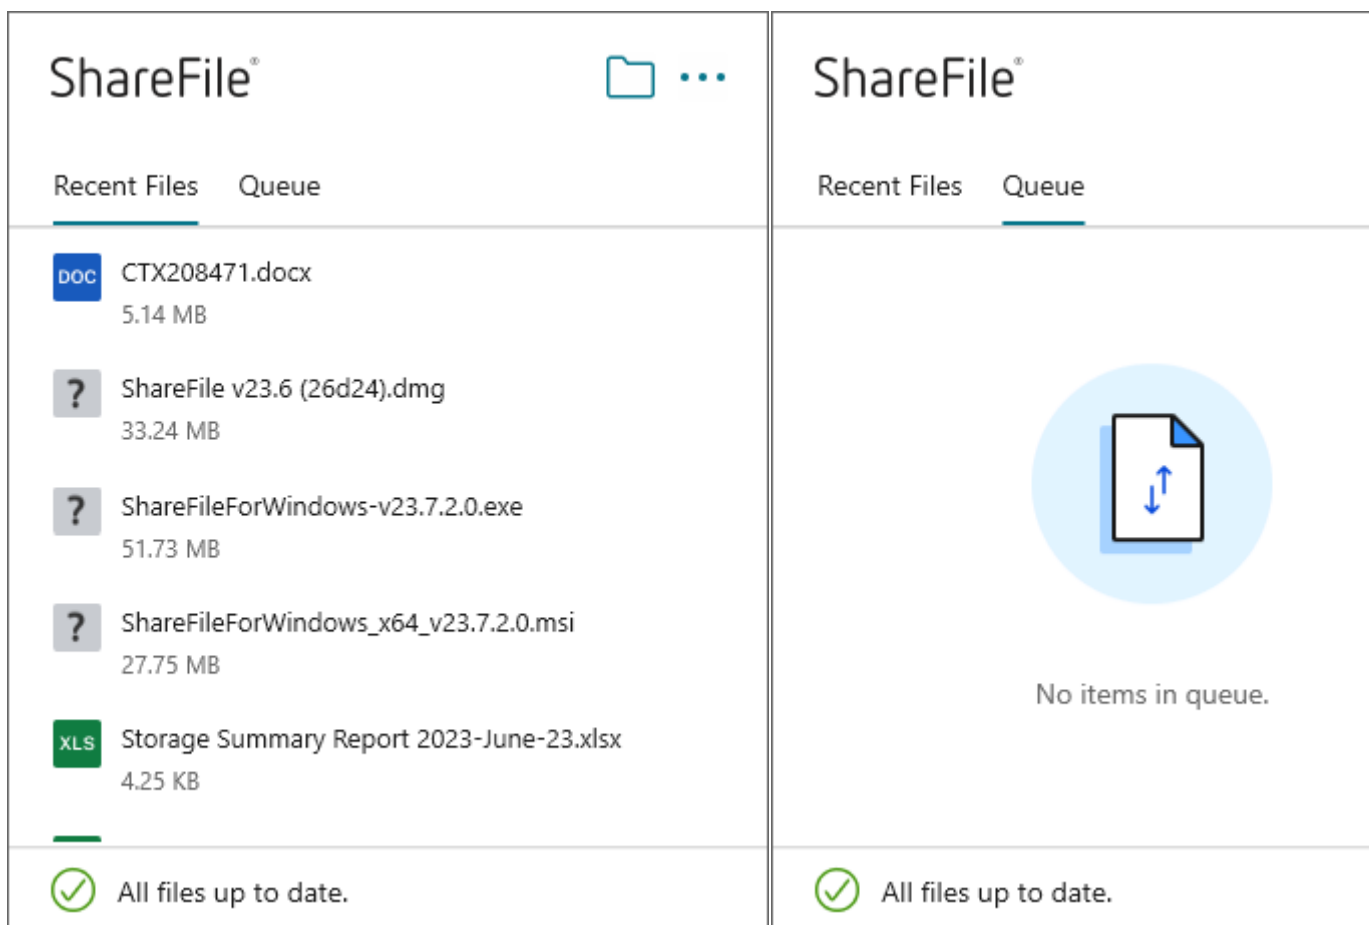 ShareFile®
Recent Files Queue
DOC CTX208471.docx
5.14 MB
? ShareFile v23.6 (26d24).dmg
33.24 MB
? ShareFileForWindows-v23.7.2.0.exe
51.73 MB
? ShareFileForWindows_x64_v23.7.2.0.msi
27.75 MB
XLS Storage Summary Report 2023-June-23.xlsx
4.25 KB
All files up to date.
ShareFile®
Recent Files Queue
No items in queue.
All files up to date.